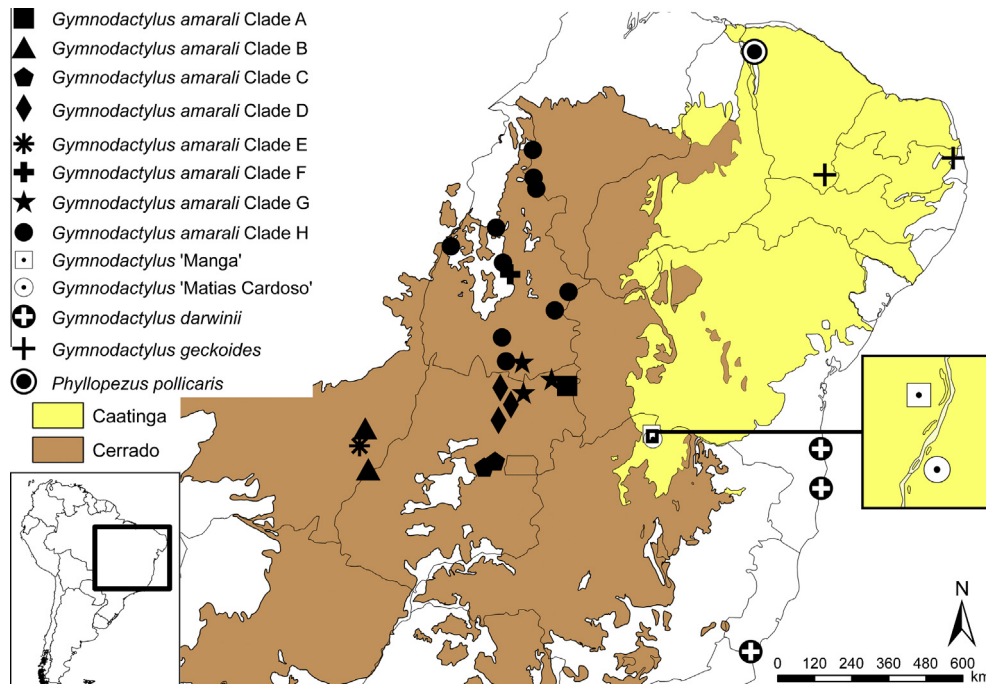 Gymnodactylus amarali Clade A
Gymnodactylus amarali Clade B
Gymnodactylus amarali Clade C
Gymnodactylus amarali Clade D
Gymnodactylus amarali Clade E
Gymnodactylus amarali Clade F
Gymnodactylus amarali Clade G
Gymnodactylus amarali Clade H
Gymnodactylus 'Manga'
Gymnodactylus 'Matias Cardoso'
Gymnodactylus darwinii
Gymnodactylus geckoides
Phyllopezus pollicaris
Caatinga
Cerrado
N
0 120 240 360 480 600
km